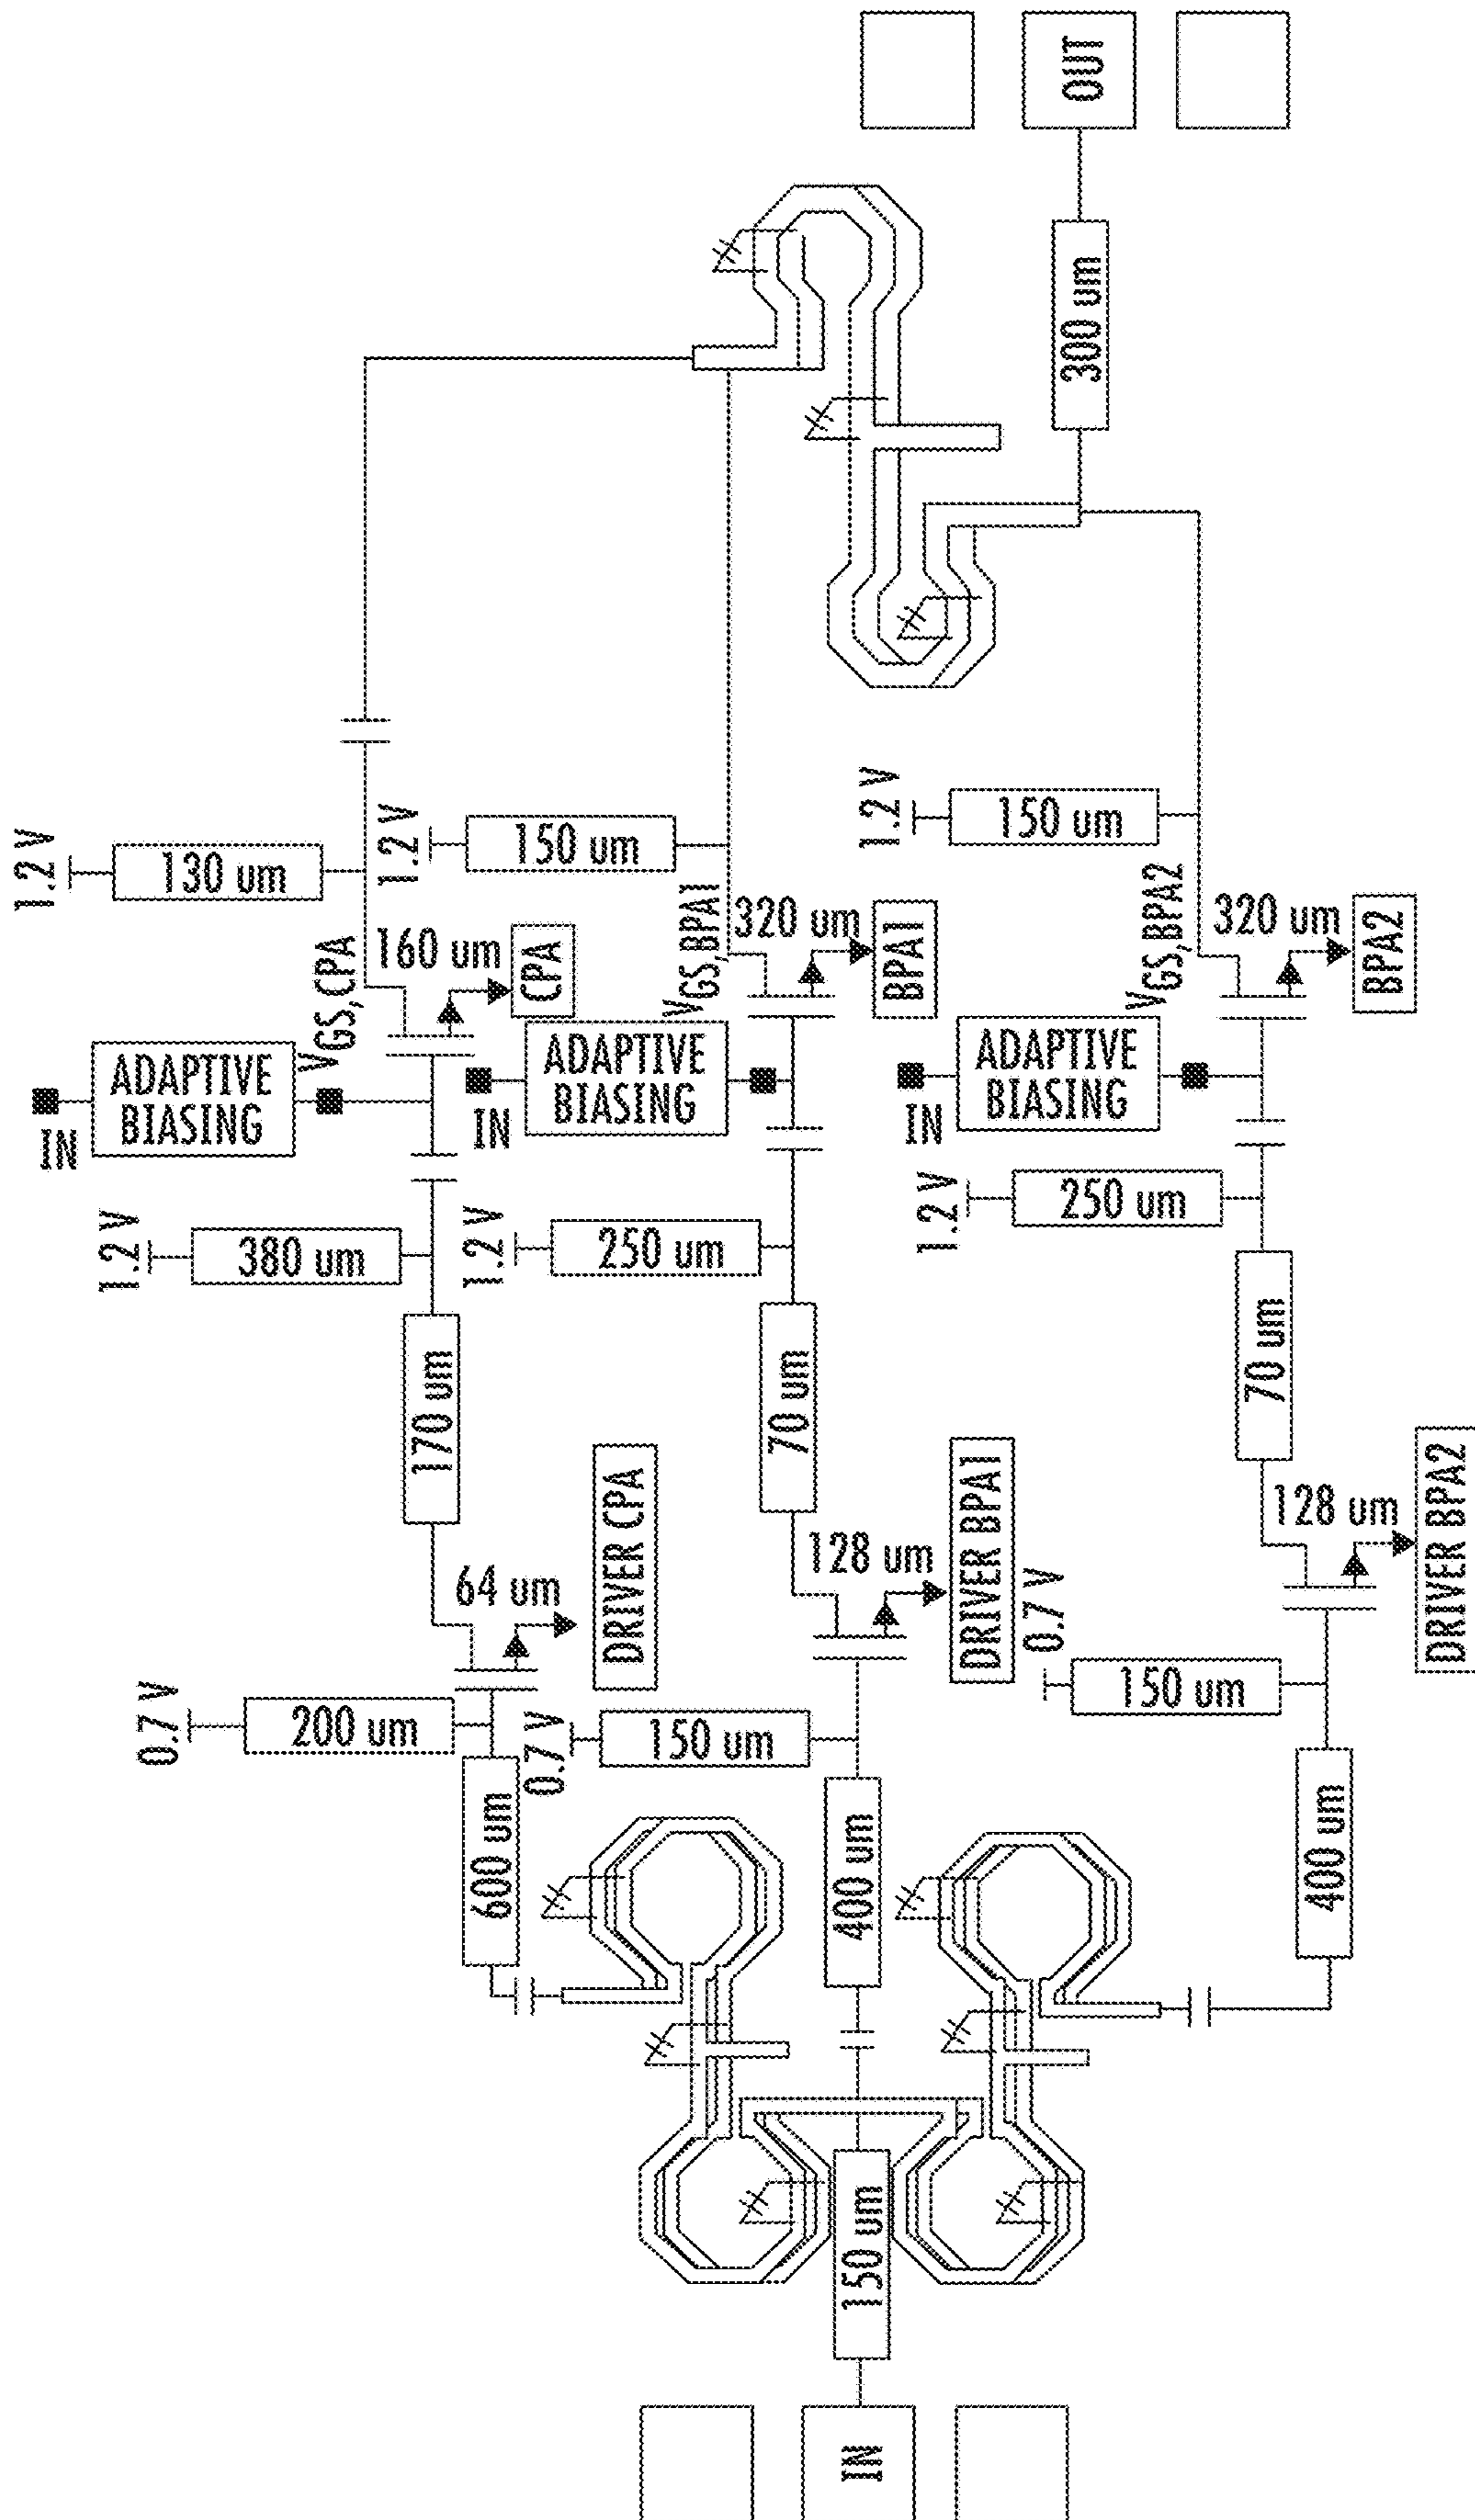 IN
150 um
0.7 V
200 um
600 um
64 um
DRIVER CPA
170 um
1.2 V
380 um
IN
ADAPTIVE
BIASING
VGS,CPA
160 um
CPA
1.2 V
130 um
0.7 V
150 um
400 um
128 um
DRIVER BPA1
70 um
1.2 V
250 um
IN
ADAPTIVE
BIASING
VGS,BPA1
320 um
BPA1
1.2 V
150 um
0.7 V
150 um
400 um
128 um
DRIVER BPA2
70 um
1.2 V
250 um
IN
ADAPTIVE
BIASING
VGS,BPA2
320 um
BPA2
1.2 V
150 um
300 um
OUT